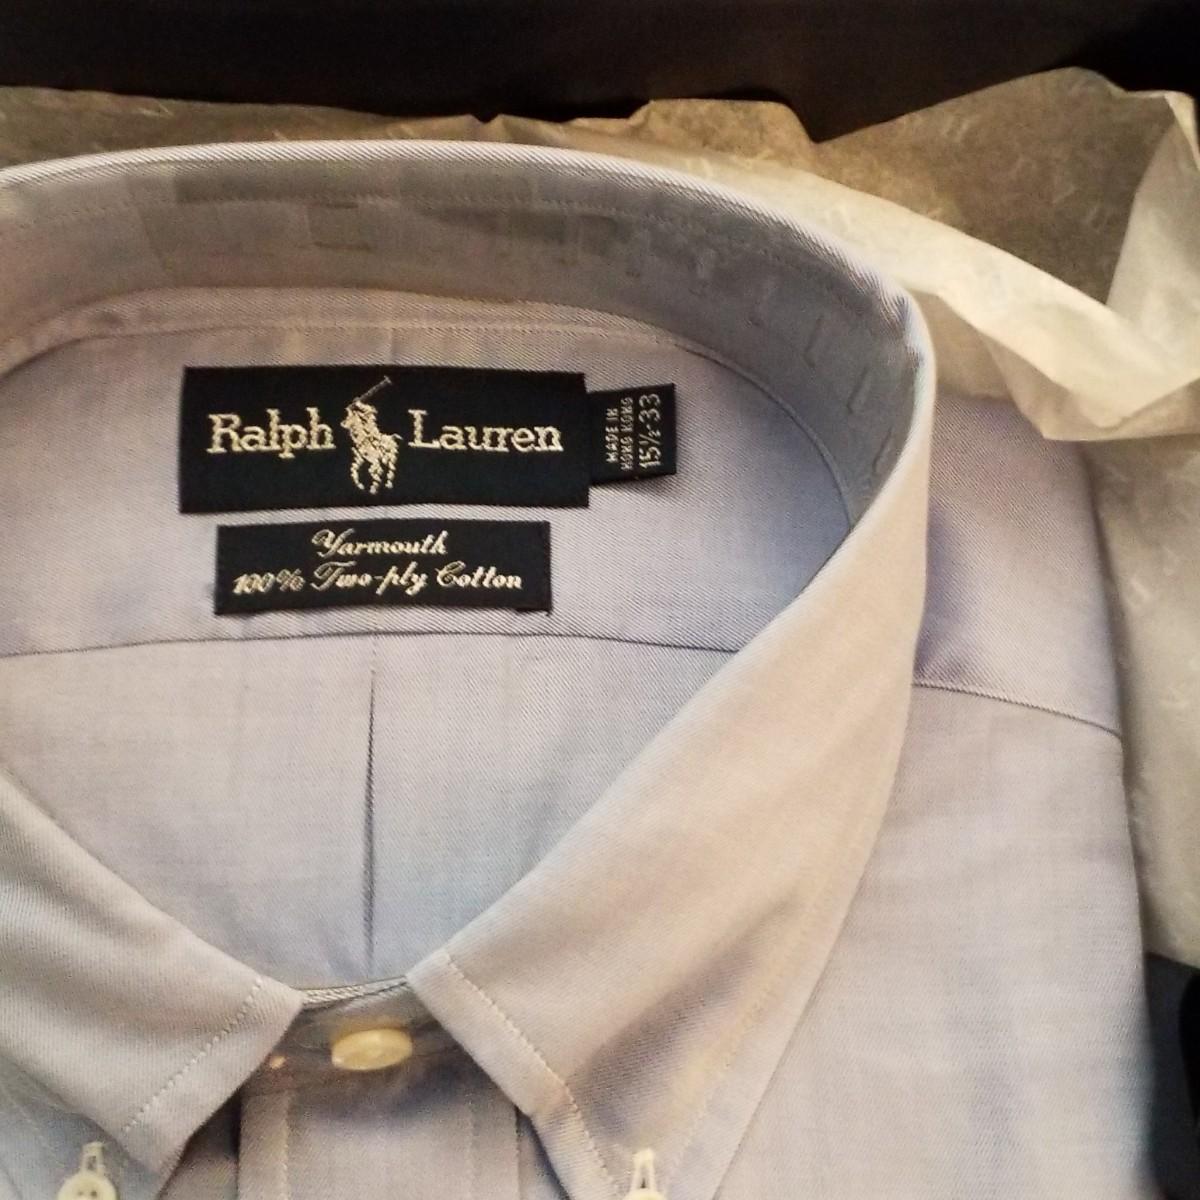 Ralph Lauren
MADE IN
HONG KONG
15½-33
Yarmouth
100% Two-ply Cotton